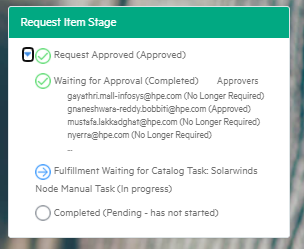 Request Item Stage
Request Approved (Approved)
Waiting for Approval (Completed) Approvers
gayathri.mall-infosys@hpe.com (No Longer Required)
gnaneshwara-reddy.bobbiti@hpe.com (Approved)
mustafa.lakkadghat@hpe.com (No Longer Required)
nyerra@hpe.com (No Longer Required)
...
Fulfillment Waiting for Catalog Task: Solarwinds
Node Manual Task (In progress)
Completed (Pending - has not started)